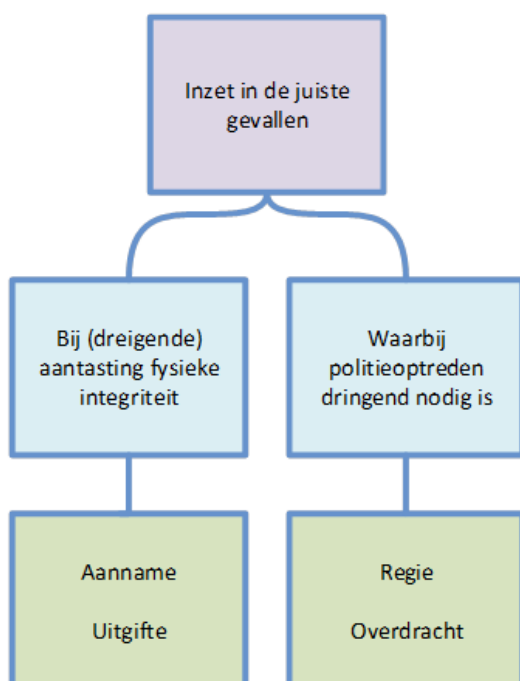 Inzet in de juiste
gevallen
Bij (dreigende)
aantasting fysieke
integriteit
Waarbij
politieoptreden
dringend nodig is
Aanname
Uitgifte
Regie
Overdracht